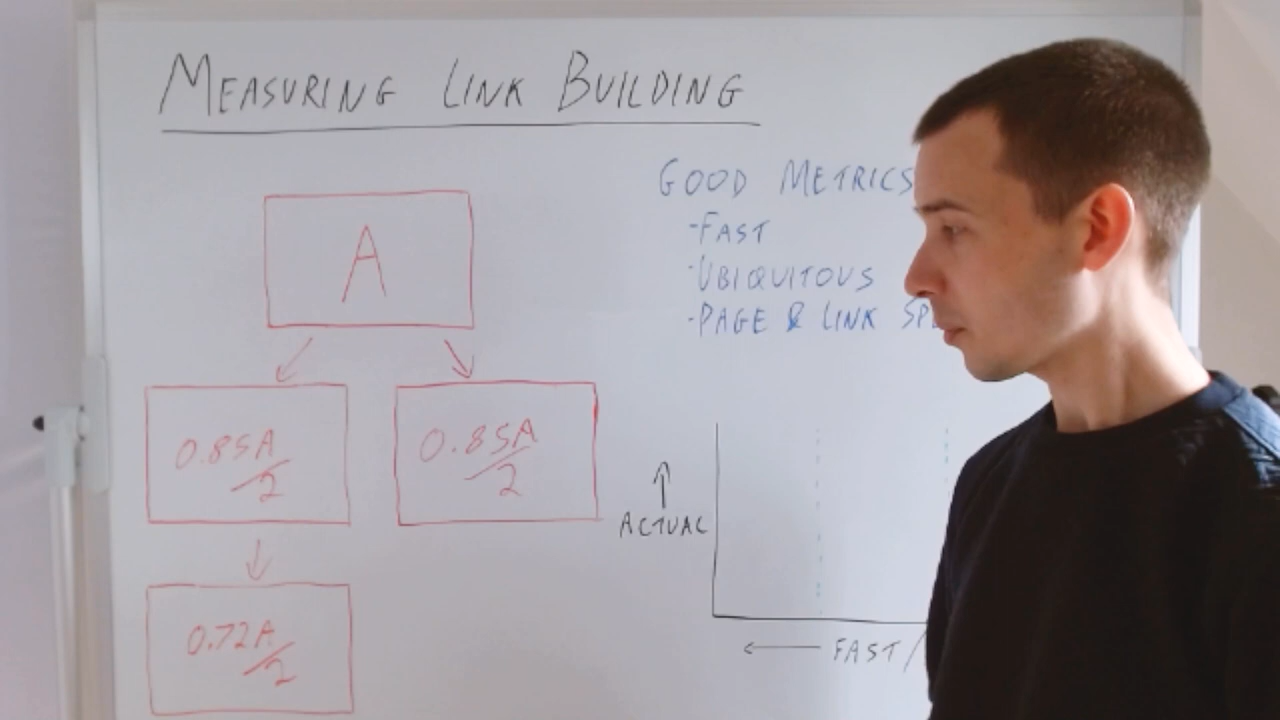 MEASURING LINK BUILDING
GOOD METRICS
-FAST
-UBIQUITOUS
-PAGE & LINK
A
0.85A/2
0.85A/2
0.72A/2
↑
ACTUAL
← FAST/